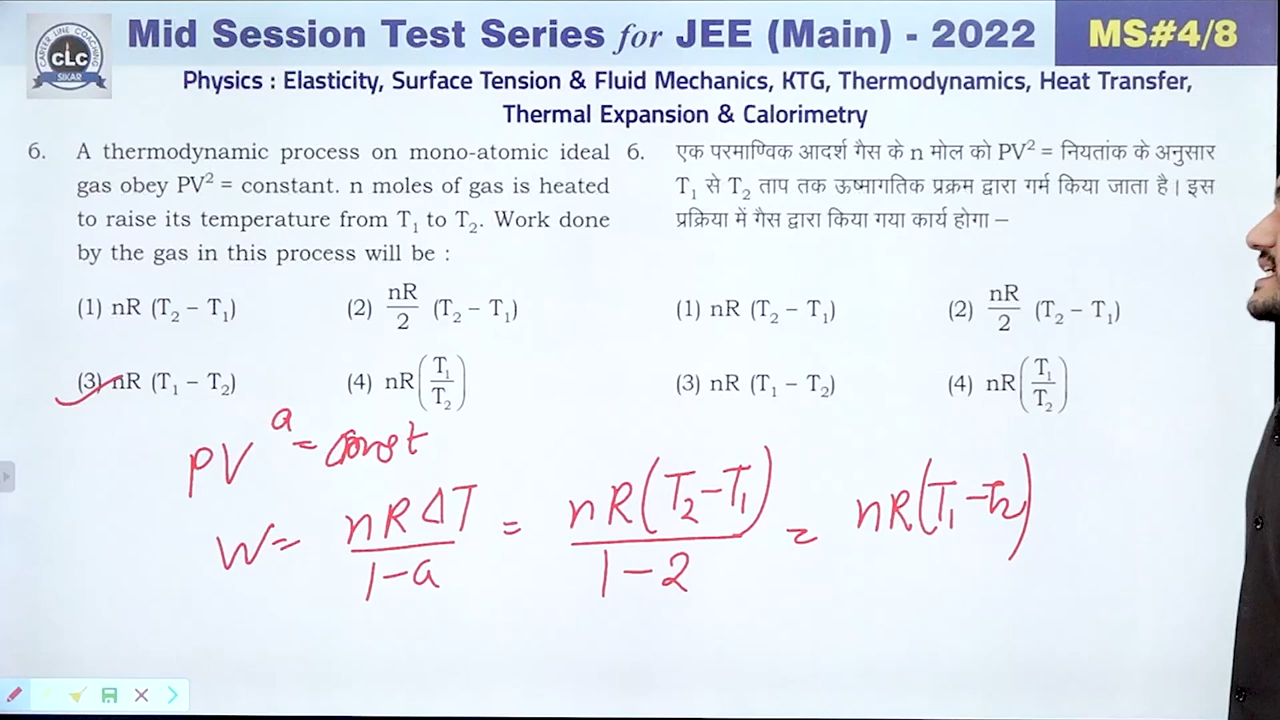 CAREER LINE COACHING
CLC
SIKAR
Mid Session Test Series for JEE (Main) - 2022
MS#4/8
Physics : Elasticity, Surface Tension & Fluid Mechanics, KTG, Thermodynamics, Heat Transfer,
Thermal Expansion & Calorimetry
6. A thermodynamic process on mono-atomic ideal
gas obey PV² = constant. n moles of gas is heated
to raise its temperature from T₁ to T₂. Work done
by the gas in this process will be :
(1) nR (T₂ – T₁) (2) nR/2 (T₂ – T₁)
(3) nR (T₁ – T₂) (4) nR(T₁/T₂)
6. एक परमाण्विक आदर्श गैस के n मोल को PV² = नियतांक के अनुसार
T₁ से T₂ ताप तक ऊष्मागतिक प्रक्रम द्वारा गर्म किया जाता है। इस
प्रक्रिया में गैस द्वारा किया गया कार्य होगा –
(1) nR (T₂ – T₁) (2) nR/2 (T₂ – T₁)
(3) nR (T₁ – T₂) (4) nR(T₁/T₂)
PV^a = const
W = nRΔT/(1-a) = nR(T₂-T₁)/(1-2) = nR(T₁-T₂)